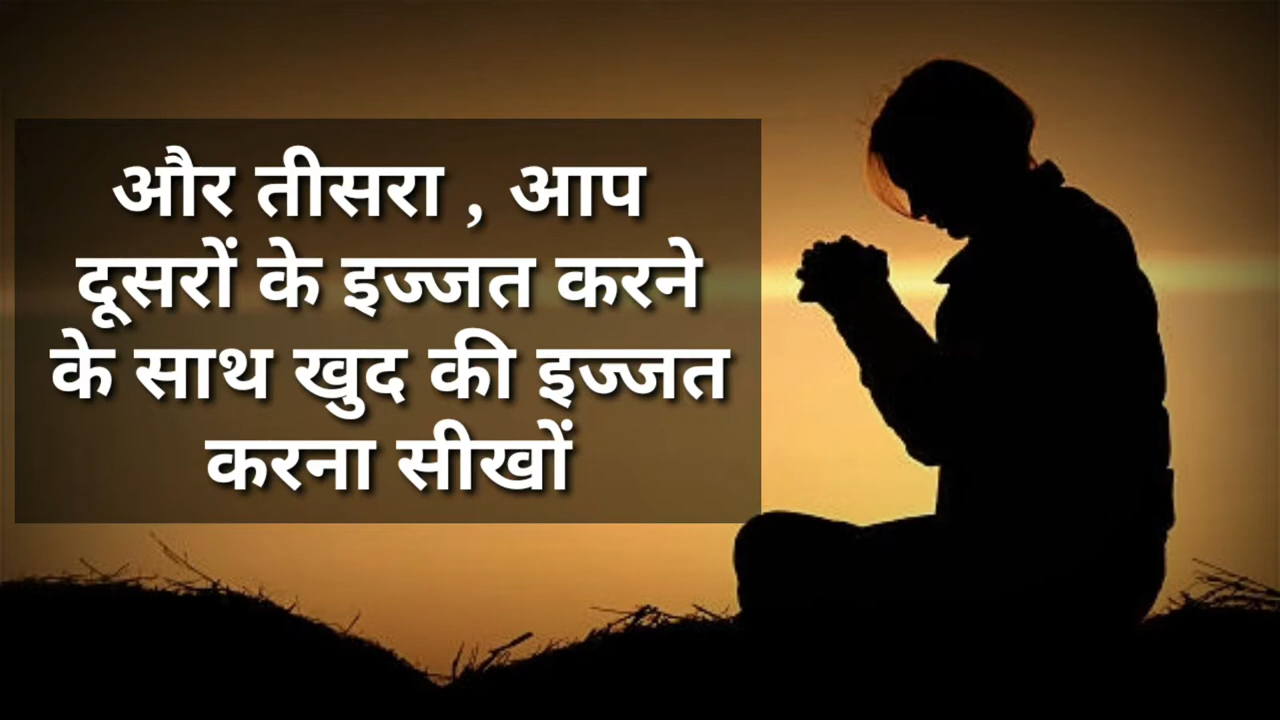 और तीसरा , आप
दूसरों के इज्जत करने
के साथ खुद की इज्जत
करना सीखों